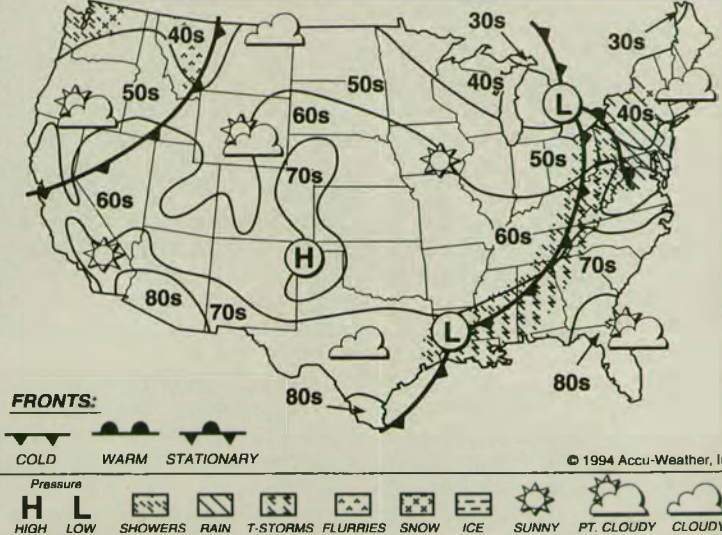 40s
30s
30s
50s
50s
40s
40s
60s
50s
70s
60s
60s
H
L
80s
70s
70s
L
80s
80s
FRONTS:
COLD WARM STATIONARY
© 1994 Accu-Weather,
Pressure
H L
HIGH LOW SHOWERS RAIN T-STORMS FLURRIES SNOW ICE SUNNY PT. CLOUDY CLOUDY